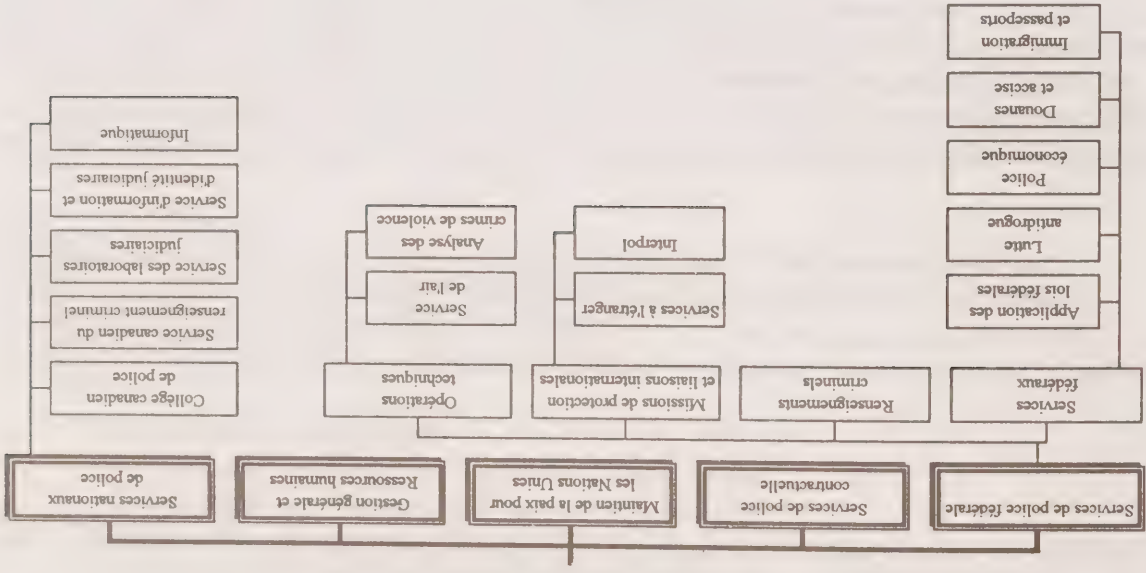 Services de police fédérale
Services de police
contractuelle
Maintien de la paix pour
les Nations Unies
Gestion générale et
Ressources humaines
Services nationaux
de police
Services
fédéraux
Renseignements
criminels
Missions de protection
et liaisons internationales
Opérations
techniques
Application des
lois fédérales
Lutte
antidrogue
Police
économique
Douanes
et accise
Immigration
et passeports
Services à l'étranger
Interpol
Service
de l'air
Analyse des
crimes de violence
Collège canadien
de police
Service canadien du
renseignement criminel
Service des laboratoires
judiciaires
Service d'information et
d'identité judiciaires
Informatique